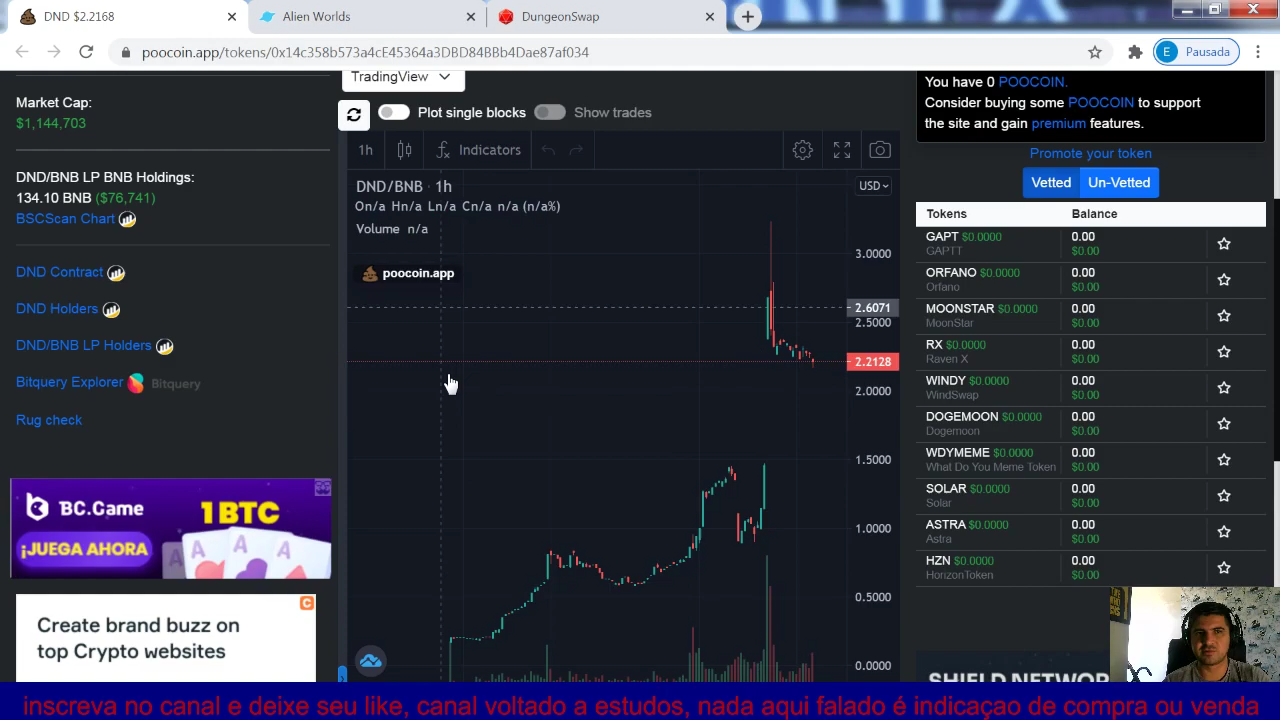 DND $2.2168
Alien Worlds
DungeonSwap
poocoin.app/tokens/0x14c358b573a4cE45364a3DBD84BBb4Dae87af034
E
Pausada
Market Cap:
$1,144,703
DND/BNB LP BNB Holdings:
134.10 BNB ($76,741)
BSCScan Chart
DND Contract
DND Holders
DND/BNB LP Holders
Bitquery Explorer
Bitquery
Rug check
BC.Game
1BTC
¡JUEGA AHORA
A
A
A
Create brand buzz on
top Crypto websites
TradingView
Plot single blocks
Show trades
1h
Indicators
DND/BNB · 1h
On/a Hn/a Ln/a Cn/a n/a (n/a%)
Volume n/a
poocoin.app
USD
3.0000
2.6071
2.5000
2.2128
2.0000
1.5000
1.0000
0.5000
0.0000
You have 0 POOCOIN.
Consider buying some POOCOIN to support
the site and gain premium features.
Promote your token
Vetted
Un-Vetted
Tokens
Balance
GAPT $0.0000
GAPTT
0.00
$0.00
ORFANO $0.0000
Orfano
0.00
$0.00
MOONSTAR $0.0000
MoonStar
0.00
$0.00
RX $0.0000
Raven X
0.00
$0.00
WINDY $0.0000
WindSwap
0.00
$0.00
DOGEMOON $0.0000
Dogemoon
0.00
$0.00
WDYMEME $0.0000
What Do You Meme Token
0.00
$0.00
SOLAR $0.0000
Solar
0.00
$0.00
ASTRA $0.0000
Astra
0.00
$0.00
HZN $0.0000
HorizonToken
0.00
$0.00
SHIELD NETWOR
inscreva no canal e deixe seu like, canal voltado a estudos, nada aqui falado é indicaçao de compra ou venda